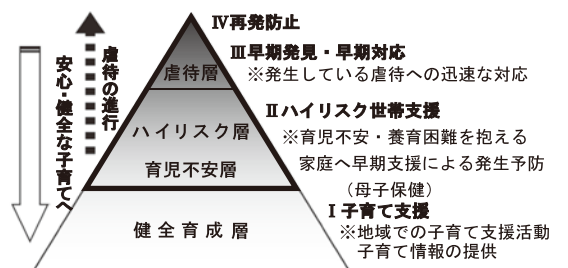 Ⅳ再発防止
Ⅲ早期発見・早期対応
※発生している虐待への迅速な対応
Ⅱハイリスク世帯支援
※育児不安・養育困難を抱える
家庭へ早期支援による発生予防
(母子保健)
Ⅰ子育て支援
※地域での子育て支援活動
子育て情報の提供
虐待層
ハイリスク層
育児不安層
健全育成層
虐待の進行
安心・健全な子育てへ